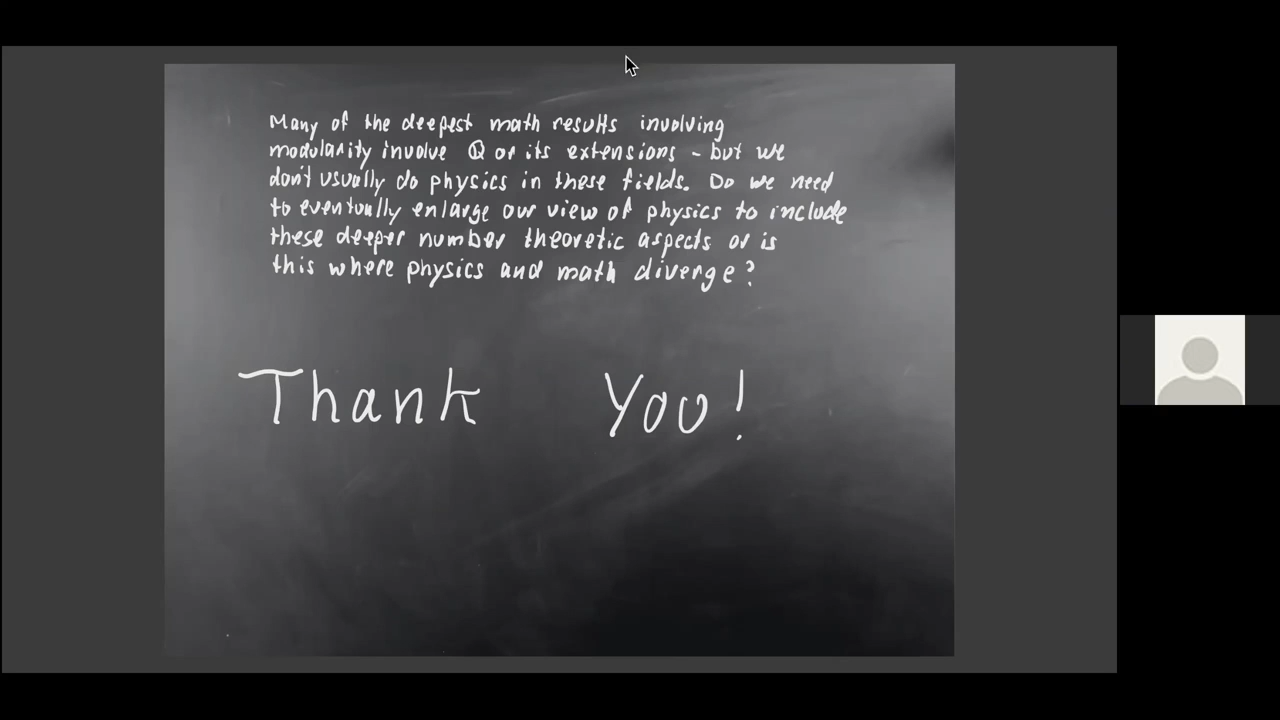 Many of the deepest math results involving
modularity involve Q or its extensions - but we
don't usually do physics in these fields. Do we need
to eventually enlarge our view of physics to include
these deeper number theoretic aspects or is
this where physics and math diverge?
Thank You!